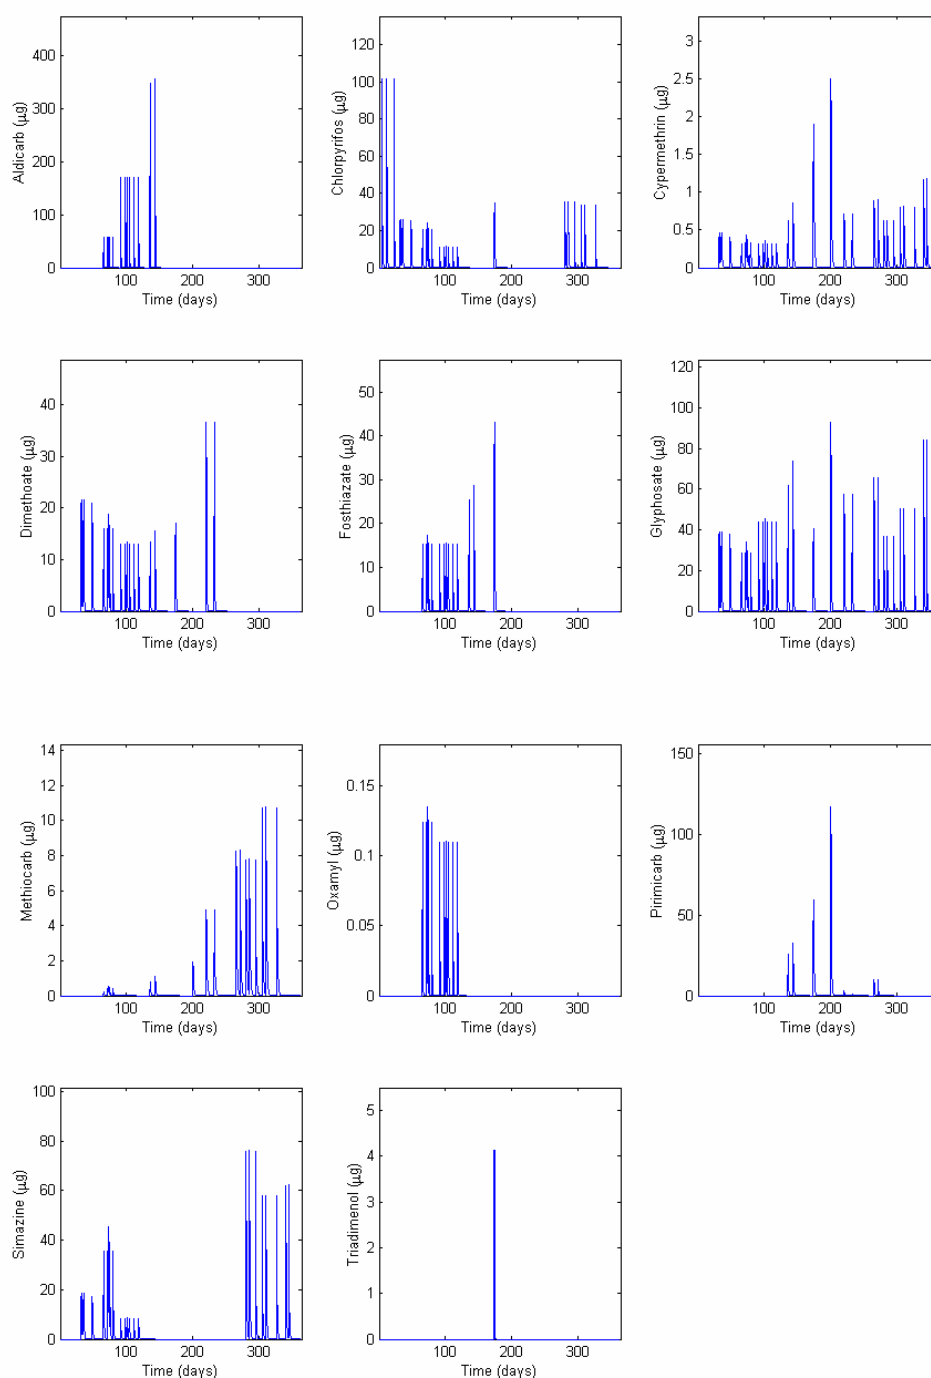 Aldicarb (µg)
400
300
200
100
0
100 200 300
Time (days)
Chlorpyrifos (µg)
120
100
80
60
40
20
0
100 200 300
Time (days)
Cypermethrin (µg)
3
2.5
2
1.5
1
0.5
0
100 200 300
Time (days)
Dimethoate (µg)
40
30
20
10
0
100 200 300
Time (days)
Fosthiazate (µg)
50
40
30
20
10
0
100 200 300
Time (days)
Glyphosate (µg)
120
100
80
60
40
20
0
100 200 300
Time (days)
Methiocarb (µg)
14
12
10
8
6
4
2
0
100 200 300
Time (days)
Oxamyl (µg)
0.15
0.1
0.05
0
100 200 300
Time (days)
Pirimicarb (µg)
150
100
50
0
100 200 300
Time (days)
Simazine (µg)
100
80
60
40
20
0
100 200 300
Time (days)
Triadimenol (µg)
5
4
3
2
1
0
100 200 300
Time (days)